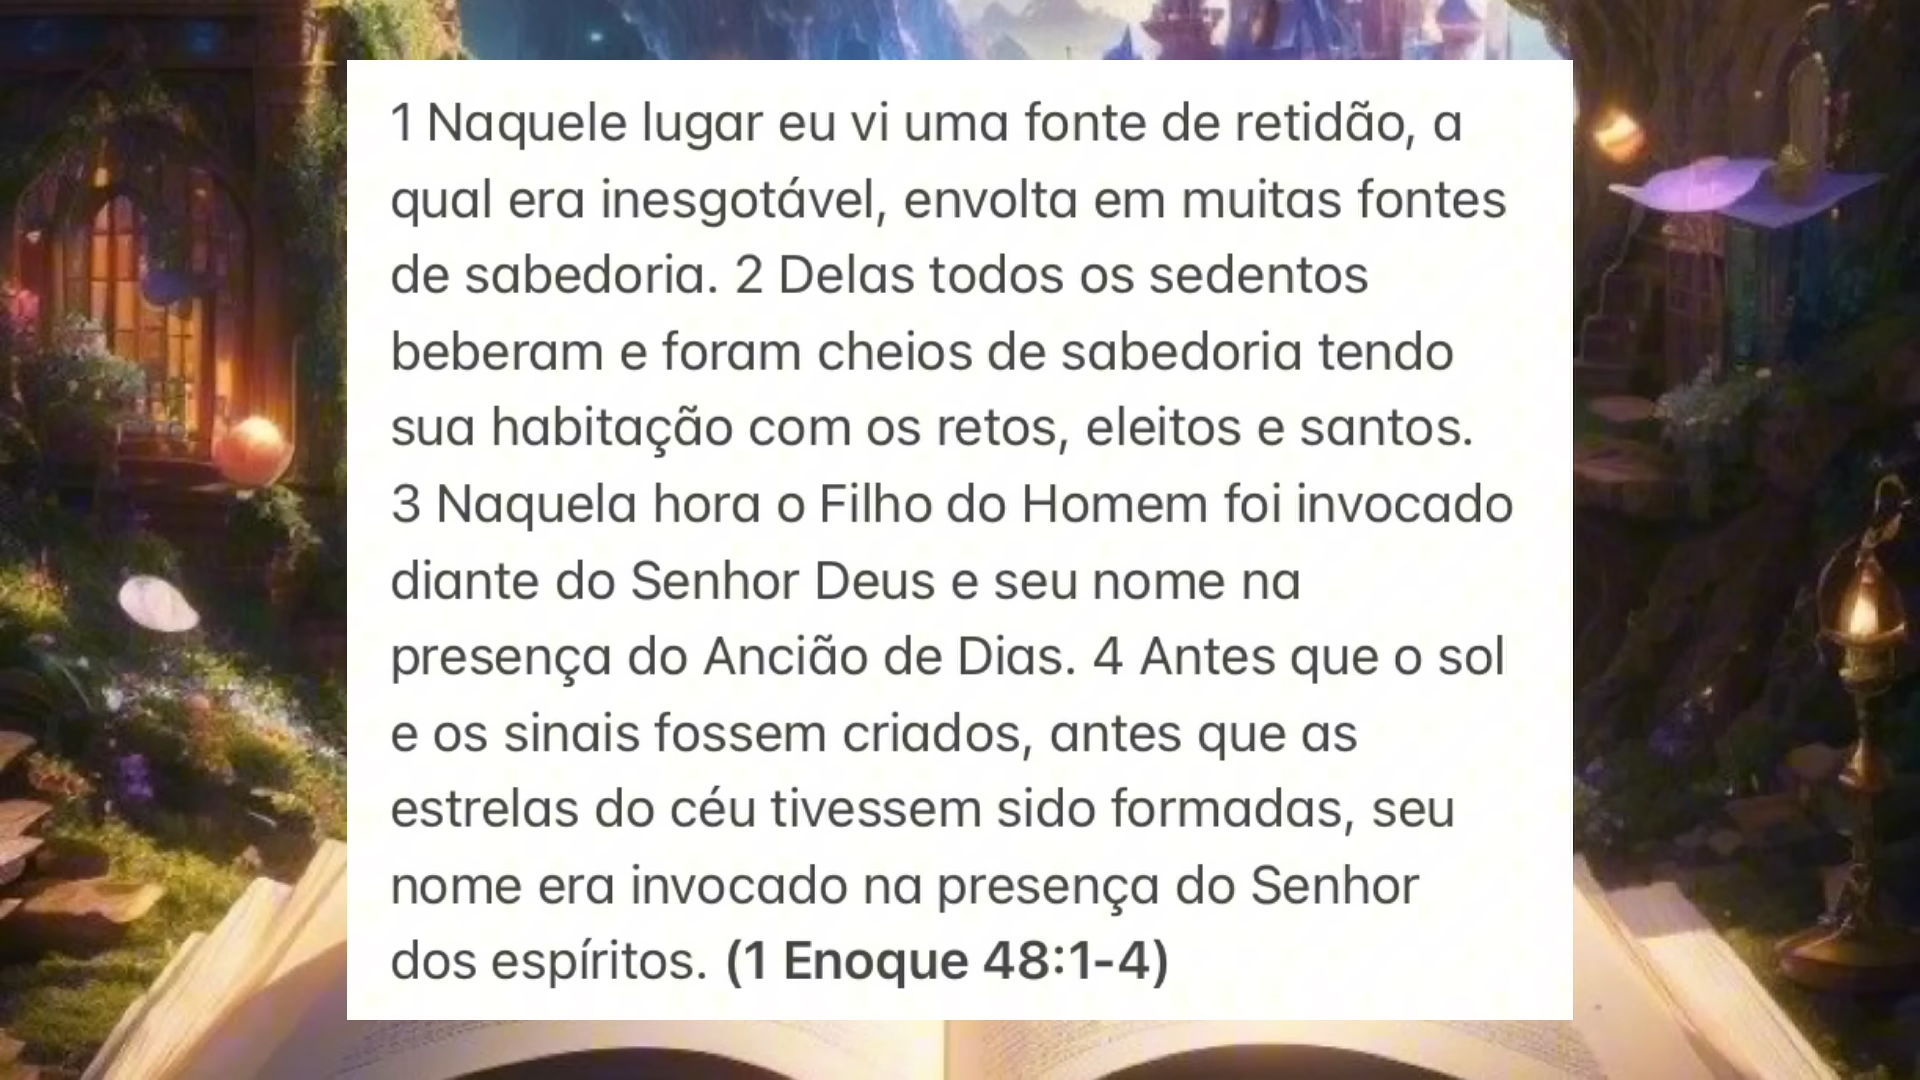 1 Naquele lugar eu vi uma fonte de retidão, a
qual era inesgotável, envolta em muitas fontes
de sabedoria. 2 Delas todos os sedentos
beberam e foram cheios de sabedoria tendo
sua habitação com os retos, eleitos e santos.
3 Naquela hora o Filho do Homem foi invocado
diante do Senhor Deus e seu nome na
presença do Ancião de Dias. 4 Antes que o sol
e os sinais fossem criados, antes que as
estrelas do céu tivessem sido formadas, seu
nome era invocado na presença do Senhor
dos espíritos. (1 Enoque 48:1-4)